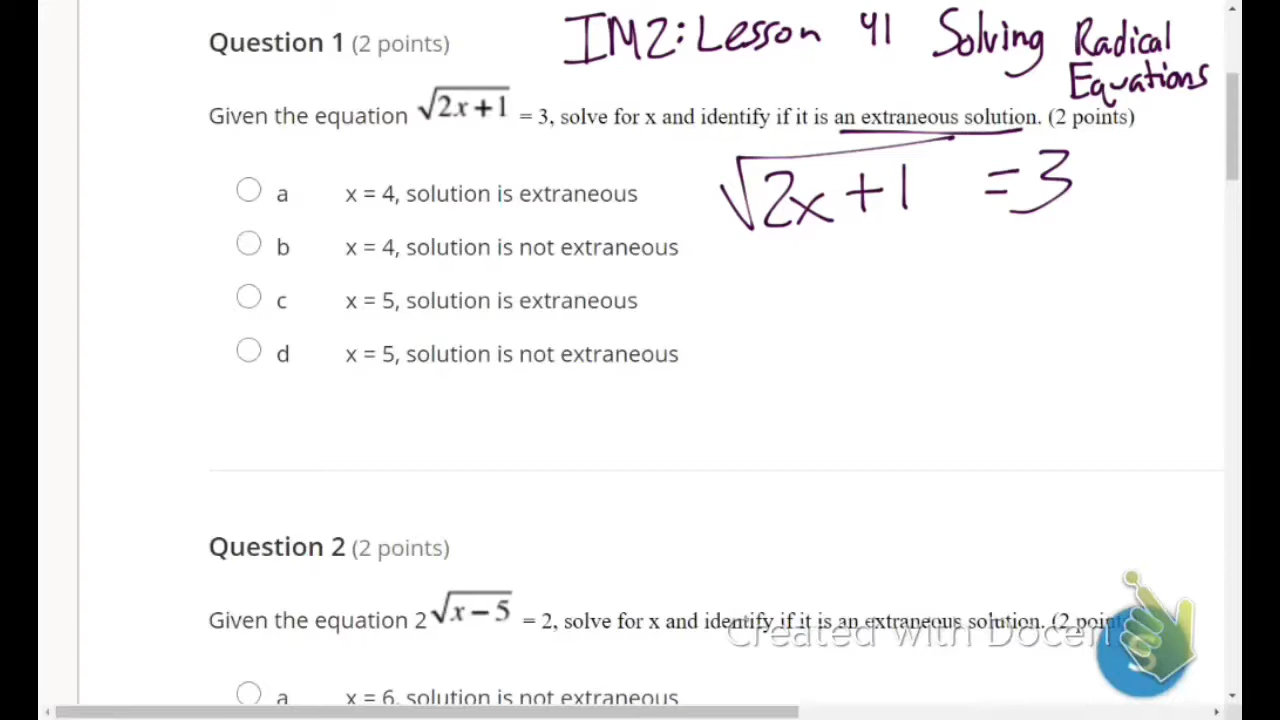 IM2: Lesson 41 Solving Radical Equations
Question 1 (2 points)
Given the equation √2x+1 = 3, solve for x and identify if it is an extraneous solution. (2 points)
√2x+1 = 3
a x = 4, solution is extraneous
b x = 4, solution is not extraneous
c x = 5, solution is extraneous
d x = 5, solution is not extraneous
Question 2 (2 points)
Given the equation 2√x−5 = 2, solve for x and identify if it is an extraneous solution. (2 point
Created with Doceri
a x = 6, solution is not extraneous